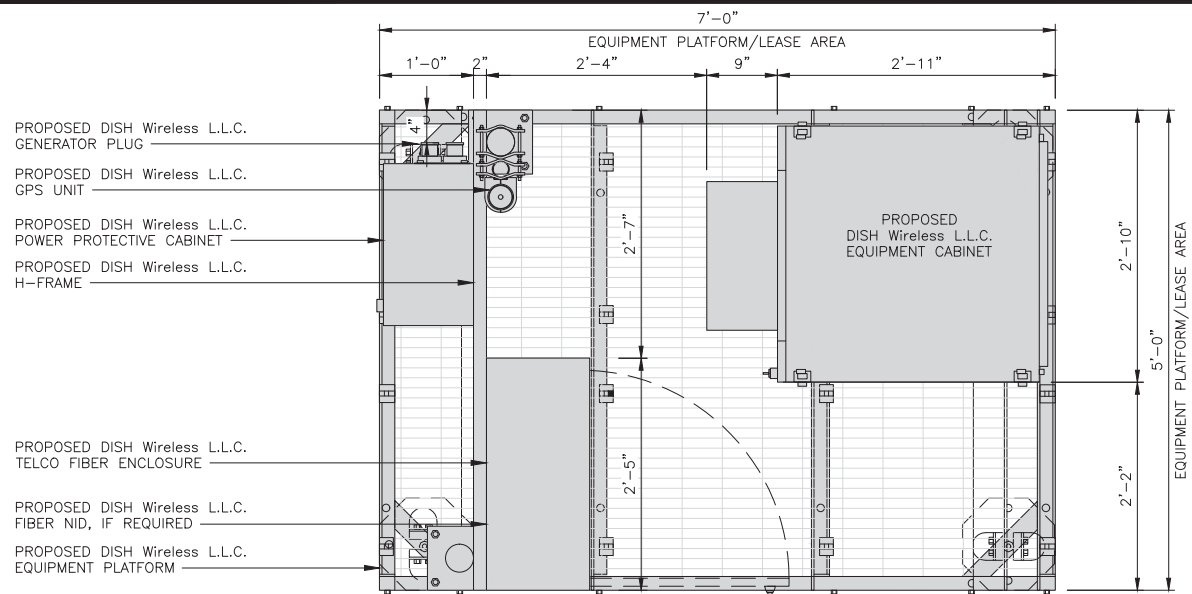 7'-0"
EQUIPMENT PLATFORM/LEASE AREA
1'-0"
2"
2'-4"
9"
2'-11"
PROPOSED DISH Wireless L.L.C.
GENERATOR PLUG
4"
PROPOSED DISH Wireless L.L.C.
GPS UNIT
PROPOSED DISH Wireless L.L.C.
POWER PROTECTIVE CABINET
PROPOSED DISH Wireless L.L.C.
H-FRAME
2'-7"
PROPOSED
DISH Wireless L.L.C.
EQUIPMENT CABINET
2'-10"
5'-0"
EQUIPMENT PLATFORM/LEASE AREA
PROPOSED DISH Wireless L.L.C.
TELCO FIBER ENCLOSURE
2'-5"
2'-2"
PROPOSED DISH Wireless L.L.C.
FIBER NID, IF REQUIRED
PROPOSED DISH Wireless L.L.C.
EQUIPMENT PLATFORM